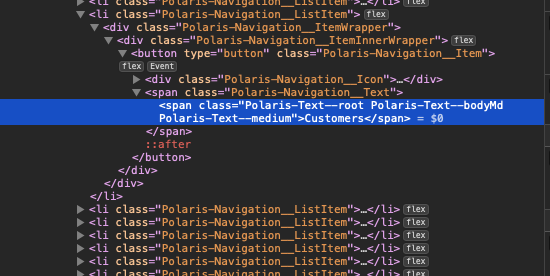 <li class="Polaris-Navigation__ListItem">…</li> flex
<li class="Polaris-Navigation__ListItem"> flex
<div class="Polaris-Navigation__ItemWrapper">
<div class="Polaris-Navigation__ItemInnerWrapper"> flex
<button type="button" class="Polaris-Navigation__Item">
flex Event
<div class="Polaris-Navigation__Icon">…</div>
<span class="Polaris-Navigation__Text">
<span class="Polaris-Text--root Polaris-Text--bodyMd
Polaris-Text--medium">Customers</span> = $0
</span>
::after
</button>
</div>
</div>
</li>
<li class="Polaris-Navigation__ListItem">…</li> flex
<li class="Polaris-Navigation__ListItem">…</li> flex
<li class="Polaris-Navigation__ListItem">…</li> flex
<li class="Polaris-Navigation__ListItem">…</li> flex
<li class="Polaris-Navigation__ListItem">…</li> flex
<li class="Polaris-Navigation__ListItem">…</li> flex